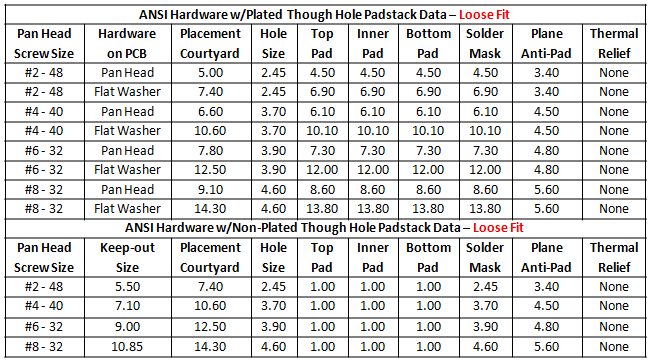 ANSI Hardware w/Plated Though Hole Padstack Data – Loose Fit
Pan Head Screw Size Hardware on PCB Placement Courtyard Hole Size Top Pad Inner Pad Bottom Pad Solder Mask Plane Anti-Pad Thermal Relief
#2 - 48 Pan Head 5.00 2.45 4.50 4.50 4.50 4.50 3.40 None
#2 - 48 Flat Washer 7.40 2.45 6.90 6.90 6.90 6.90 3.40 None
#4 - 40 Pan Head 6.60 3.70 6.10 6.10 6.10 6.10 4.50 None
#4 - 40 Flat Washer 10.60 3.70 10.10 10.10 10.10 10.10 4.50 None
#6 - 32 Pan Head 7.80 3.90 7.30 7.30 7.30 7.30 4.80 None
#6 - 32 Flat Washer 12.50 3.90 12.00 12.00 12.00 12.00 4.80 None
#8 - 32 Pan Head 9.10 4.60 8.60 8.60 8.60 8.60 5.60 None
#8 - 32 Flat Washer 14.30 4.60 13.80 13.80 13.80 13.80 5.60 None
ANSI Hardware w/Non-Plated Though Hole Padstack Data – Loose Fit
Pan Head Screw Size Keep-out Size Placement Courtyard Hole Size Top Pad Inner Pad Bottom Pad Solder Mask Plane Anti-Pad Thermal Relief
#2 - 48 5.50 7.40 2.45 1.00 1.00 1.00 2.45 3.40 None
#4 - 40 7.10 10.60 3.70 1.00 1.00 1.00 3.70 4.50 None
#6 - 32 9.00 12.50 3.90 1.00 1.00 1.00 3.90 4.80 None
#8 - 32 10.85 14.30 4.60 1.00 1.00 1.00 4.60 5.60 None